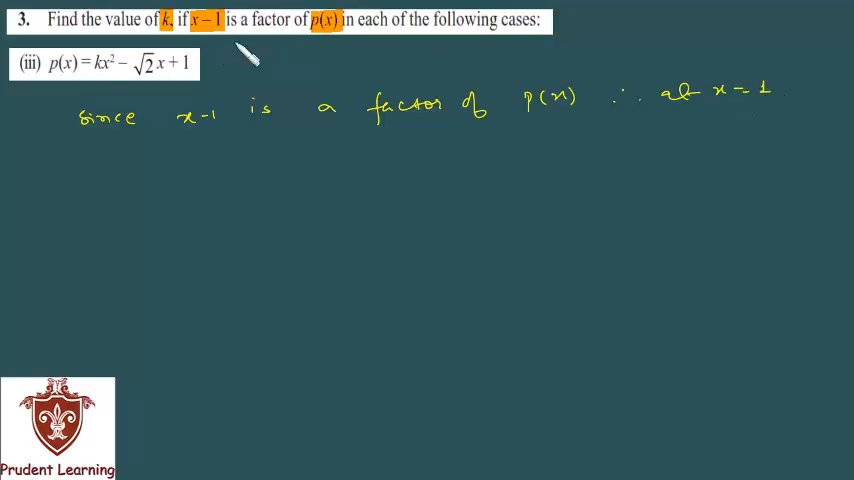 3. Find the value of k, if x – 1 is a factor of p(x) in each of the following cases:
(iii) p(x) = kx² – √2x + 1
since x-1 is a factor of p(x) ∴ at x = 1
Prudent Learning